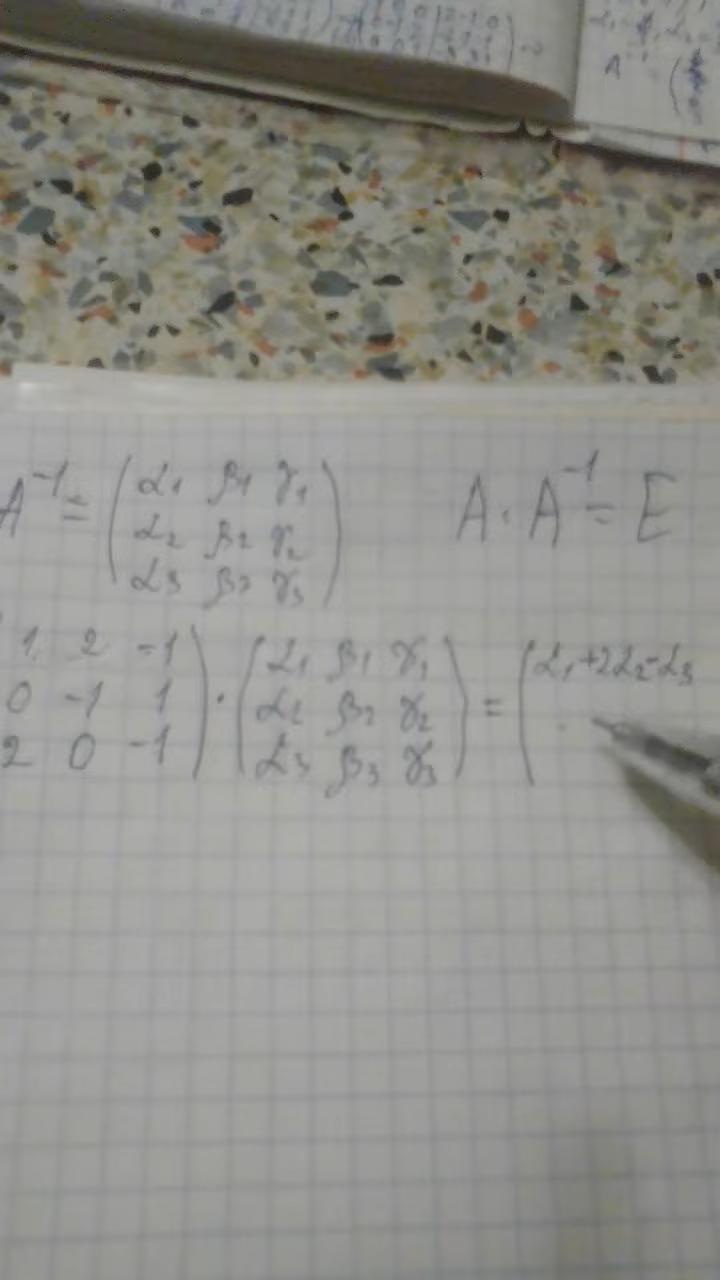 A⁻¹ = ( α₁ β₁ γ₁
α₂ β₂ γ₂
α₃ β₃ γ₃ )
A · A⁻¹ = E
1 2 -1
0 -1 1
2 0 -1 ) · ( α₁ β₁ γ₁
α₂ β₂ γ₂
α₃ β₃ γ₃ ) = ( α₁+2α₂-α₃